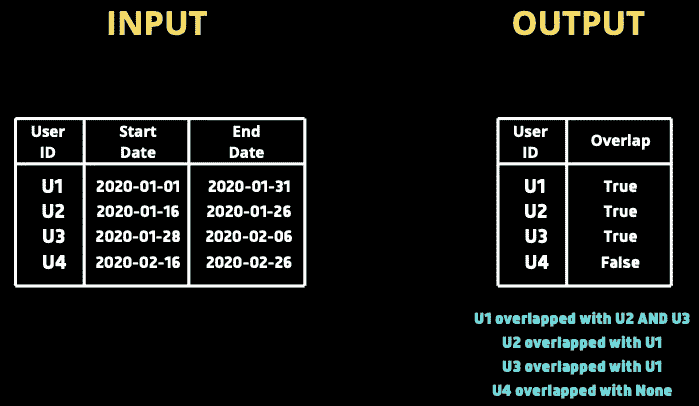 INPUT
OUTPUT
User ID Start Date End Date
U1 2020-01-01 2020-01-31
U2 2020-01-16 2020-01-26
U3 2020-01-28 2020-02-06
U4 2020-02-16 2020-02-26
User ID Overlap
U1 True
U2 True
U3 True
U4 False
U1 overlapped with U2 AND U3
U2 overlapped with U1
U3 overlapped with U1
U4 overlapped with None